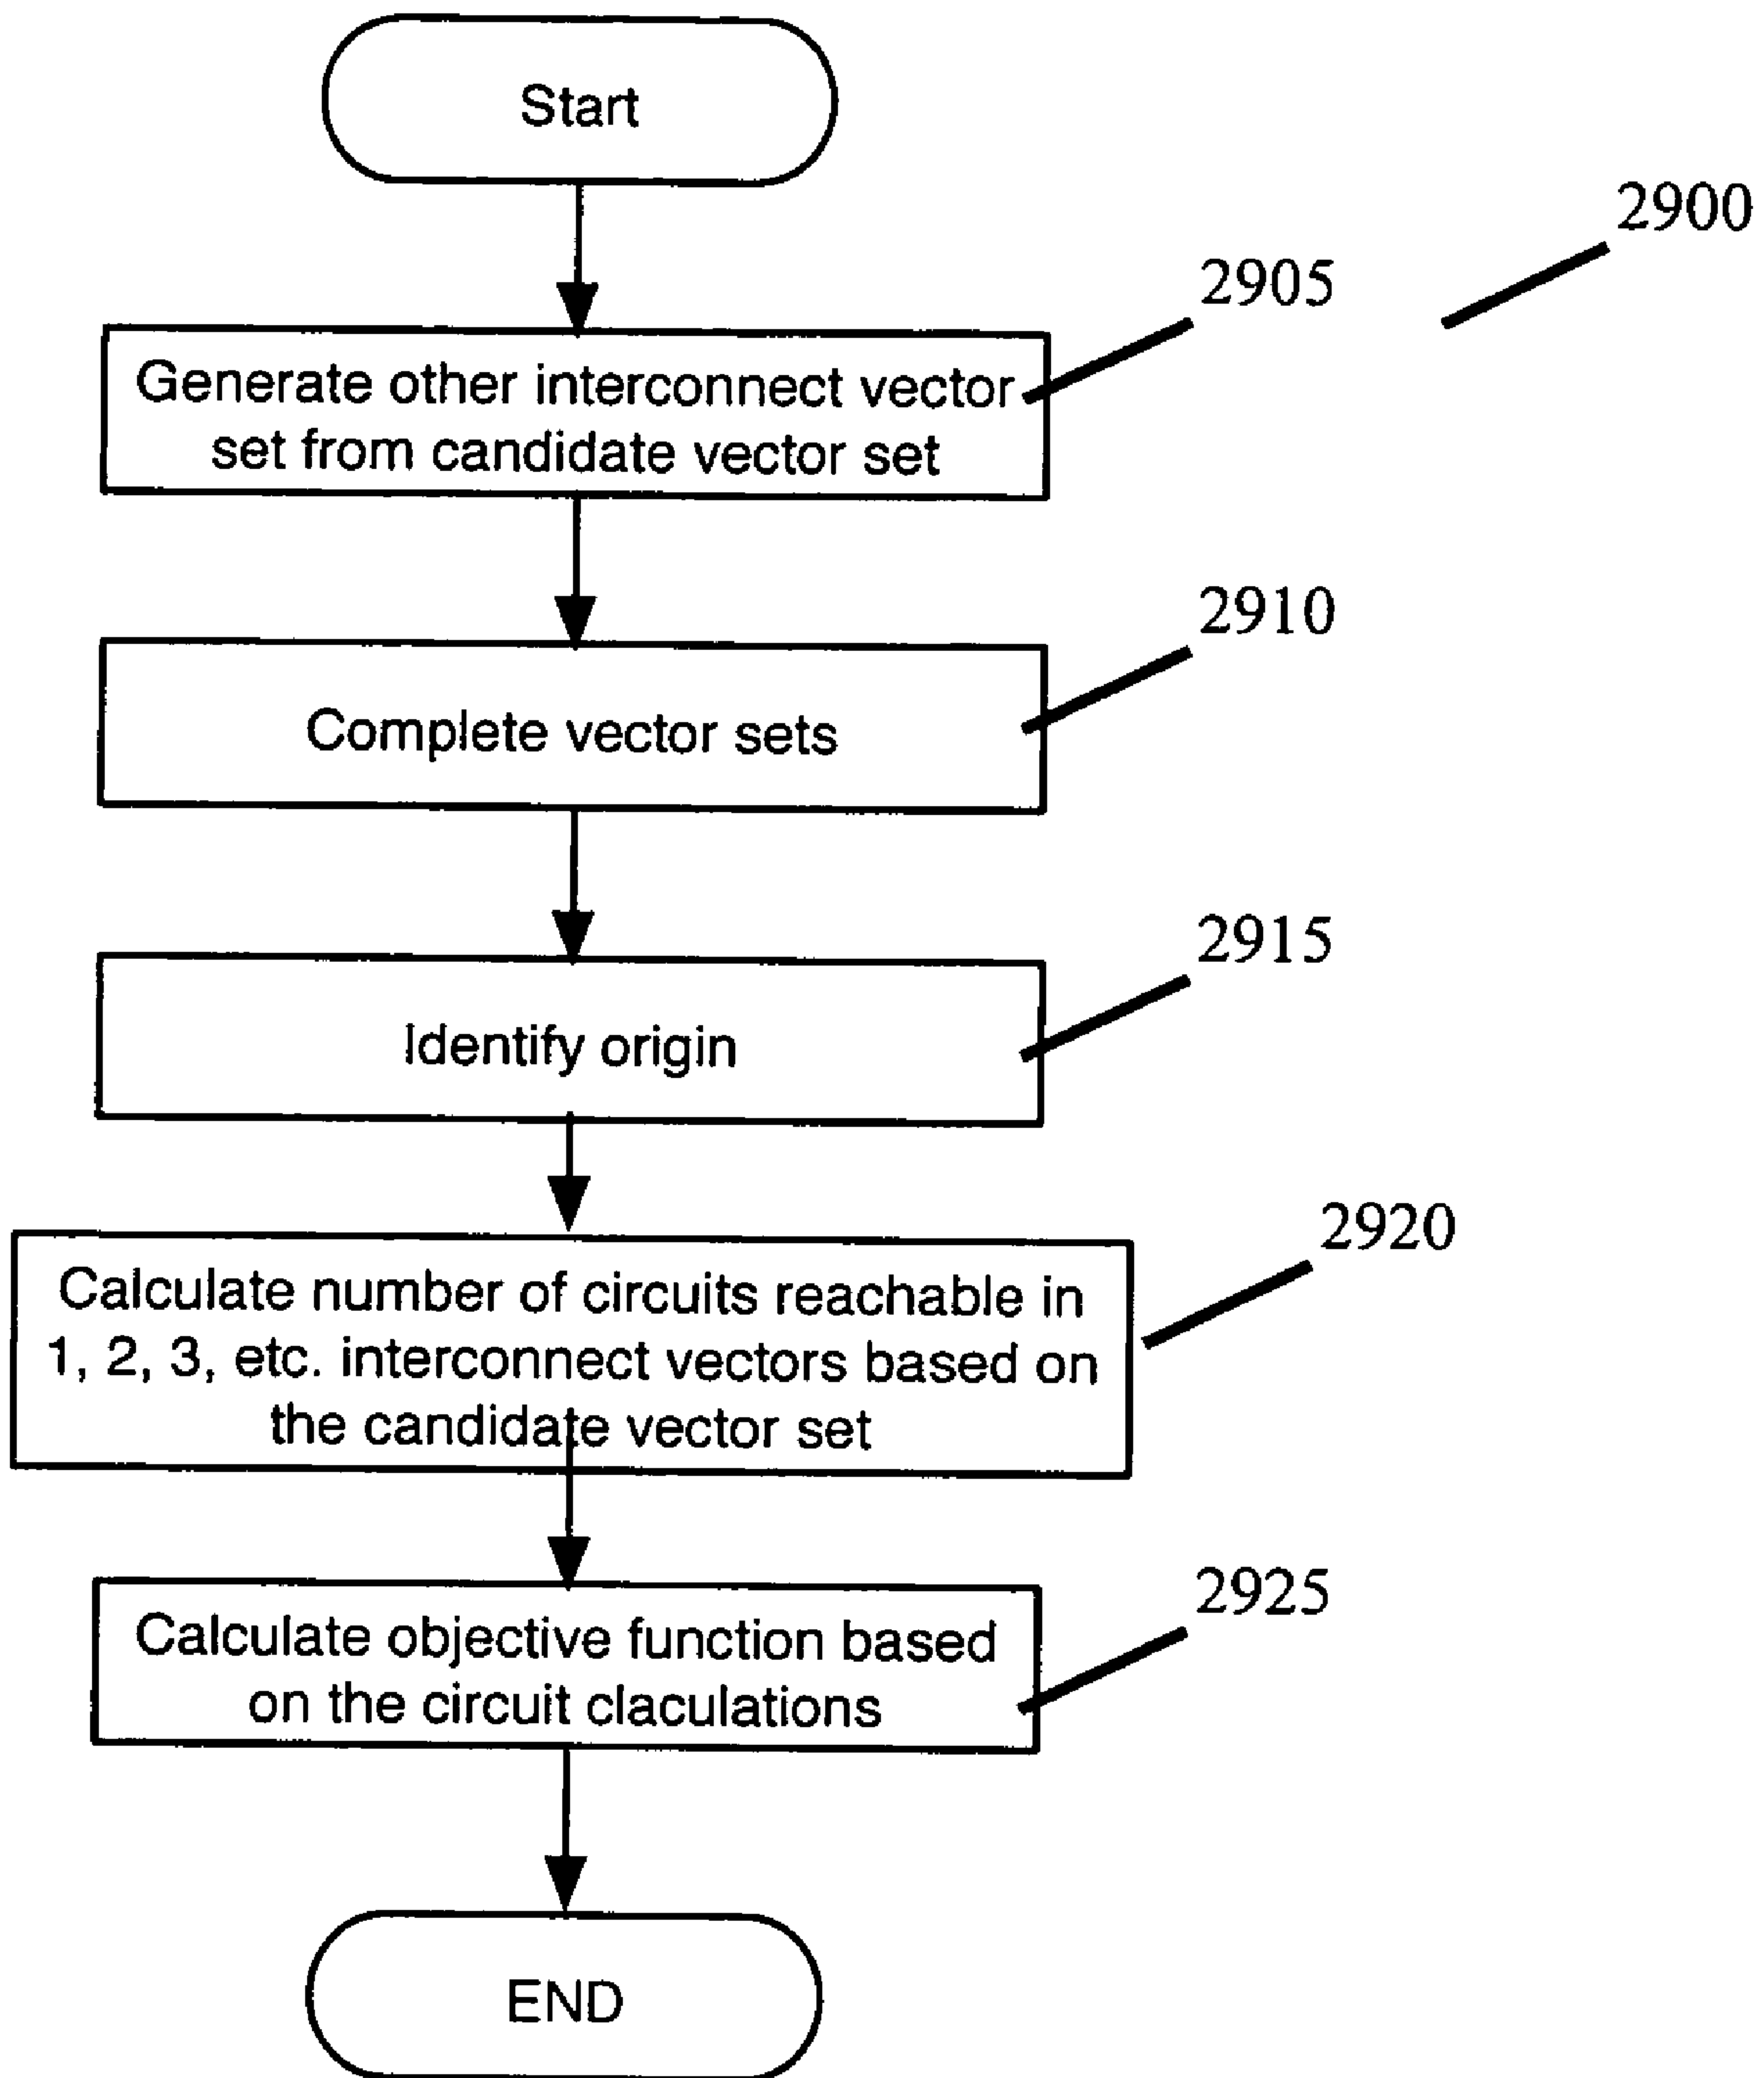 Start
2900
2905
Generate other interconnect vector
set from candidate vector set
2910
Complete vector sets
2915
Identify origin
2920
Calculate number of circuits reachable in
1, 2, 3, etc. interconnect vectors based on
the candidate vector set
2925
Calculate objective function based
on the circuit claculations
END